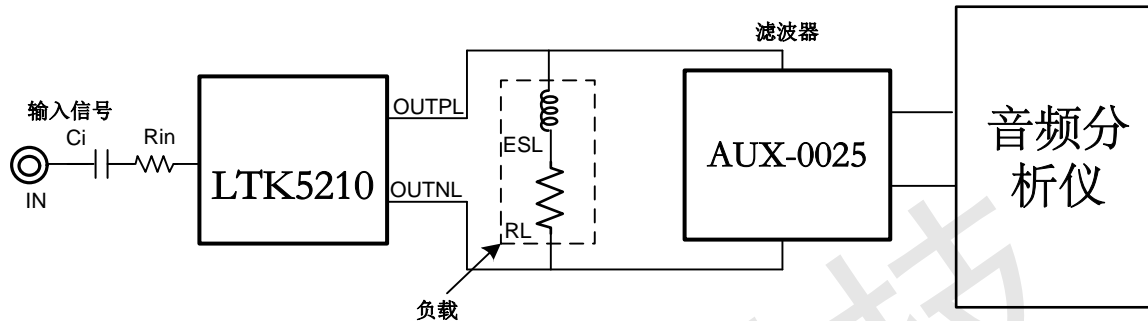 输入信号
Ci
Rin
IN
LTK5210
OUTPL
OUTNL
ESL
RL
负载
滤波器
AUX-0025
音频分
析仪
技